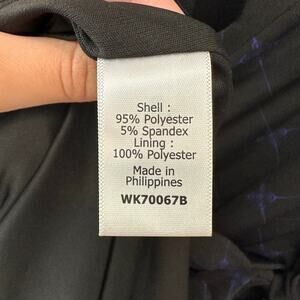 Shell :
95% Polyester
5% Spandex
Lining :
100% Polyester
Made in
Philippines
WK70067B